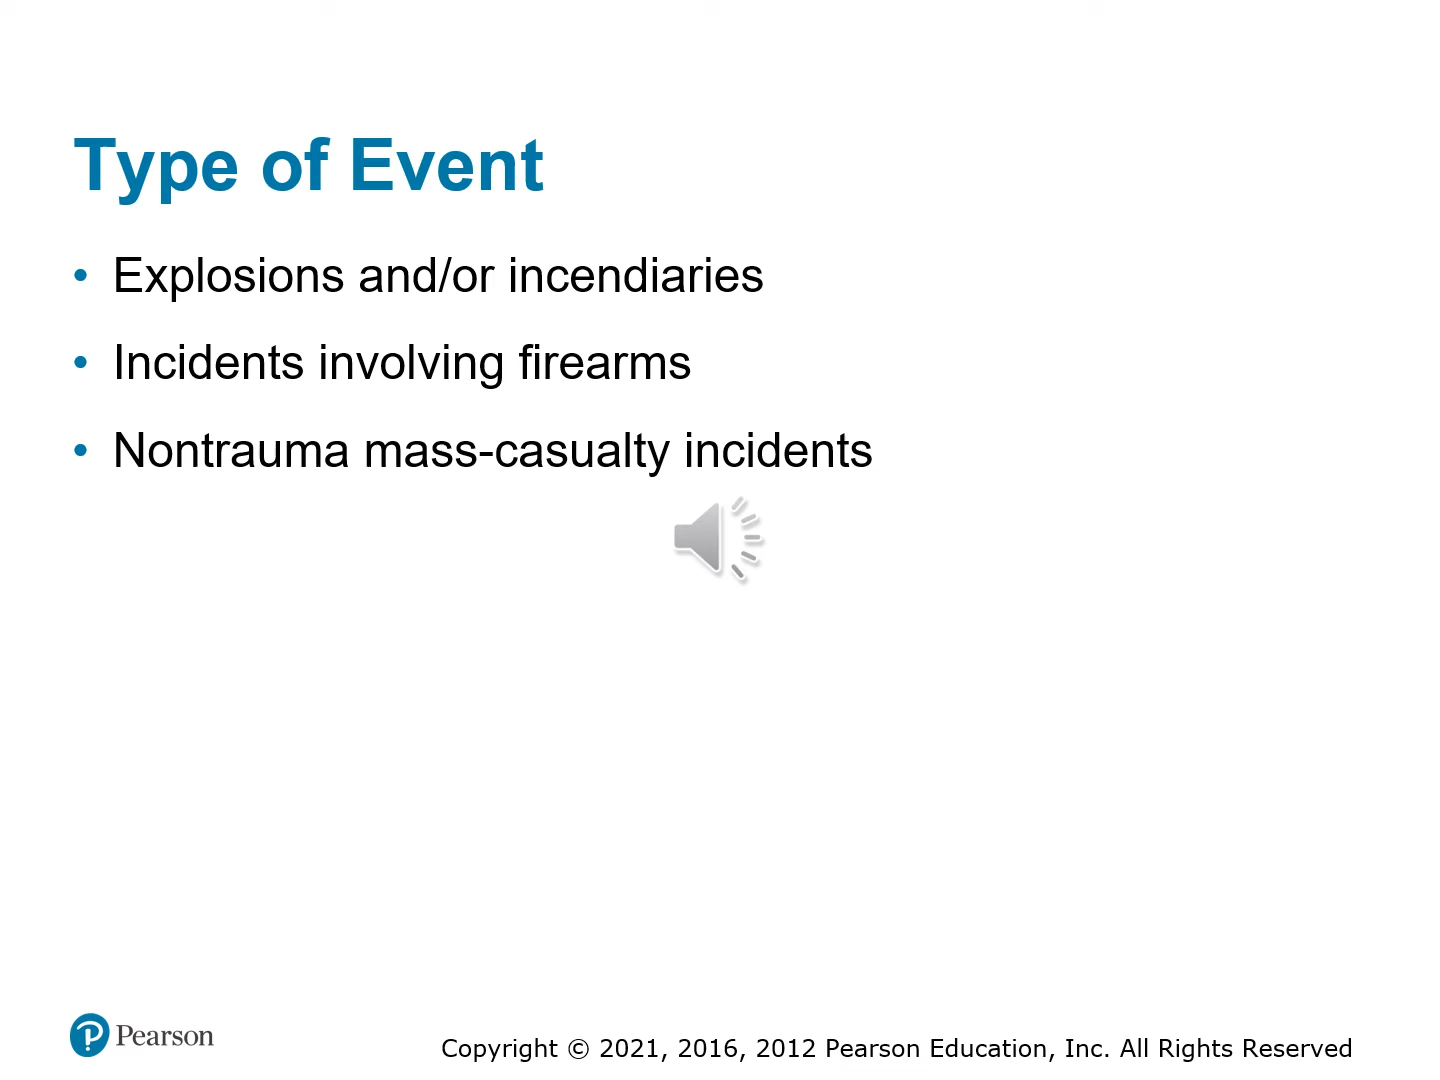 Type of Event
• Explosions and/or incendiaries
• Incidents involving firearms
• Nontrauma mass-casualty incidents
Pearson
Copyright © 2021, 2016, 2012 Pearson Education, Inc. All Rights Reserved